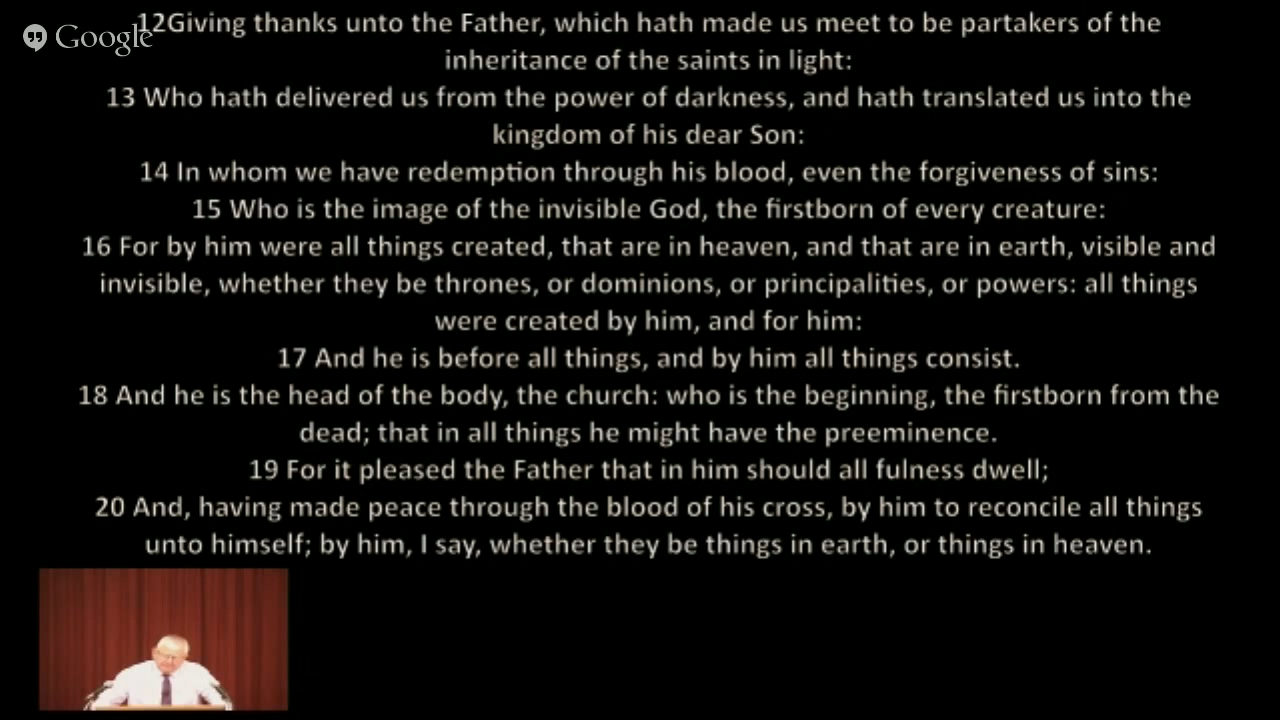 Google
12Giving thanks unto the Father, which hath made us meet to be partakers of the
inheritance of the saints in light:
13 Who hath delivered us from the power of darkness, and hath translated us into the
kingdom of his dear Son:
14 In whom we have redemption through his blood, even the forgiveness of sins:
15 Who is the image of the invisible God, the firstborn of every creature:
16 For by him were all things created, that are in heaven, and that are in earth, visible and
invisible, whether they be thrones, or dominions, or principalities, or powers: all things
were created by him, and for him:
17 And he is before all things, and by him all things consist.
18 And he is the head of the body, the church: who is the beginning, the firstborn from the
dead; that in all things he might have the preeminence.
19 For it pleased the Father that in him should all fulness dwell;
20 And, having made peace through the blood of his cross, by him to reconcile all things
unto himself; by him, I say, whether they be things in earth, or things in heaven.